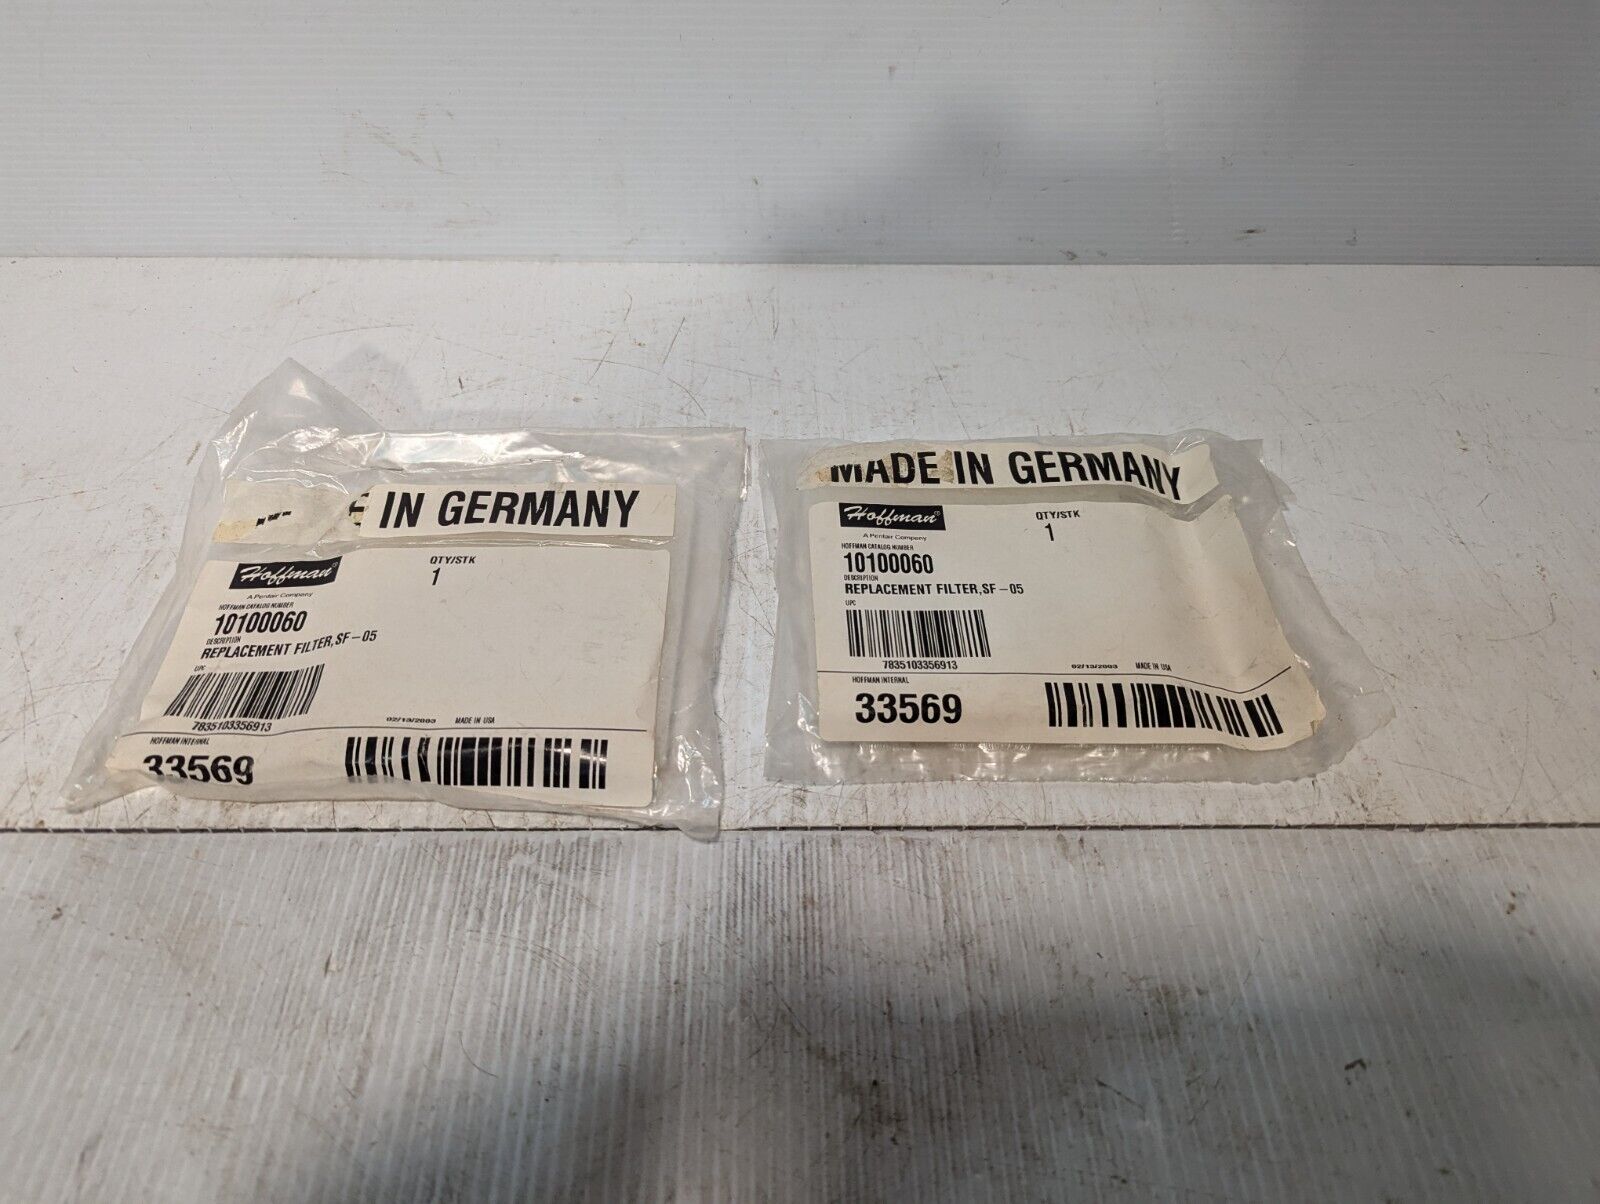 E IN GERMANY
Hoffman®
A Pentair Company
QTY/STK
1
HOFFMAN CATALOG NUMBER
10100060
DESCRIPTION
REPLACEMENT FILTER,SF-05
UPC
7835103356913
02/13/2003 MADE IN USA
HOFFMAN INTERNAL
33569
MADE IN GERMANY
Hoffman®
A Pentair Company
QTY/STK
1
HOFFMAN CATALOG NUMBER
10100060
DESCRIPTION
REPLACEMENT FILTER,SF-05
UPC
7835103356913
02/13/2003 MADE IN USA
HOFFMAN INTERNAL
33569